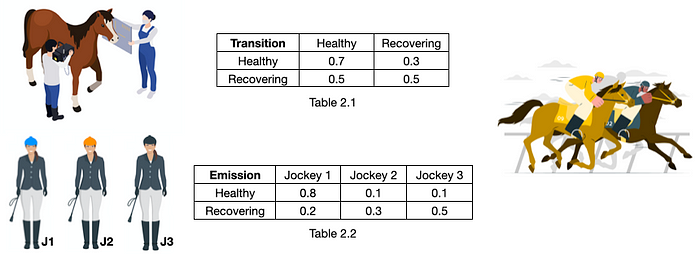 Transition Healthy Recovering
Healthy 0.7 0.3
Recovering 0.5 0.5
Table 2.1
Emission Jockey 1 Jockey 2 Jockey 3
Healthy 0.8 0.1 0.1
Recovering 0.2 0.3 0.5
Table 2.2
J1 J2 J3